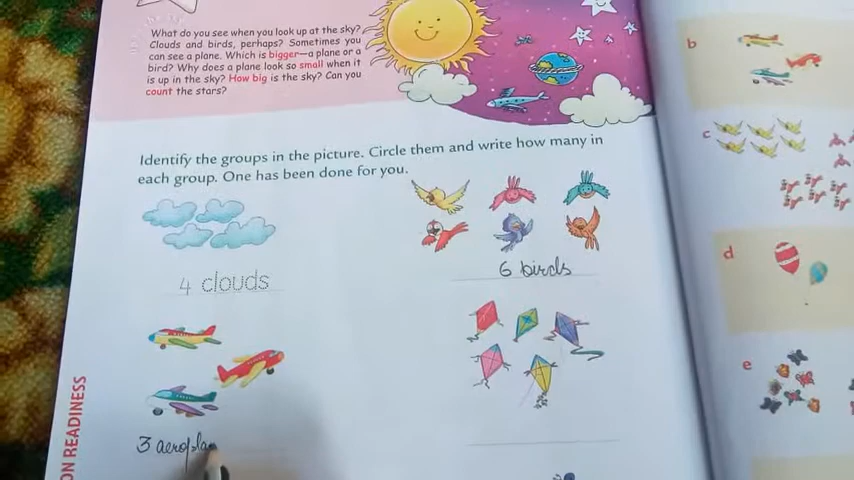 What do you see when you look up at the sky?
Clouds and birds, perhaps? Sometimes you
can see a plane. Which is bigger—a plane or a
bird? Why does a plane look so small when it
is up in the sky? How big is the sky? Can you
count the stars?
Identify the groups in the picture. Circle them and write how many in
each group. One has been done for you.
4 clouds
6 birds
3 aeroplan
ON READINESS
b
c
d
e